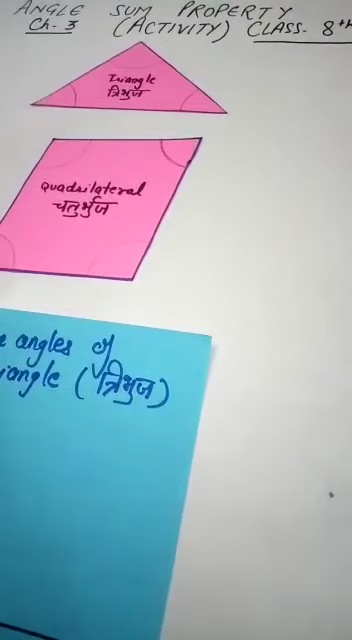 ANGLE SUM PROPERTY
Ch- 3 (ACTIVITY) CLASS- 8th
Triangle
त्रिभुज
Quadrilateral
चतुर्भुज
angles of
iangle (त्रिभुज)